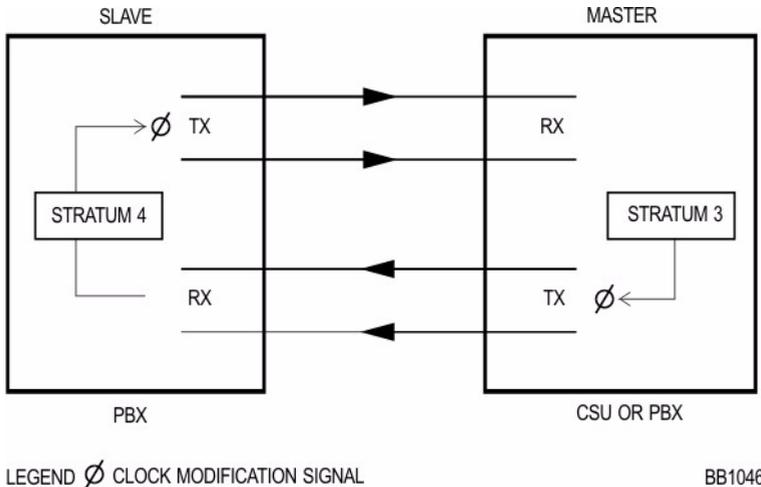 SLAVE
MASTER
TX
RX
STRATUM 4
STRATUM 3
RX
TX
PBX
CSU OR PBX
LEGEND Ø CLOCK MODIFICATION SIGNAL
BB1046